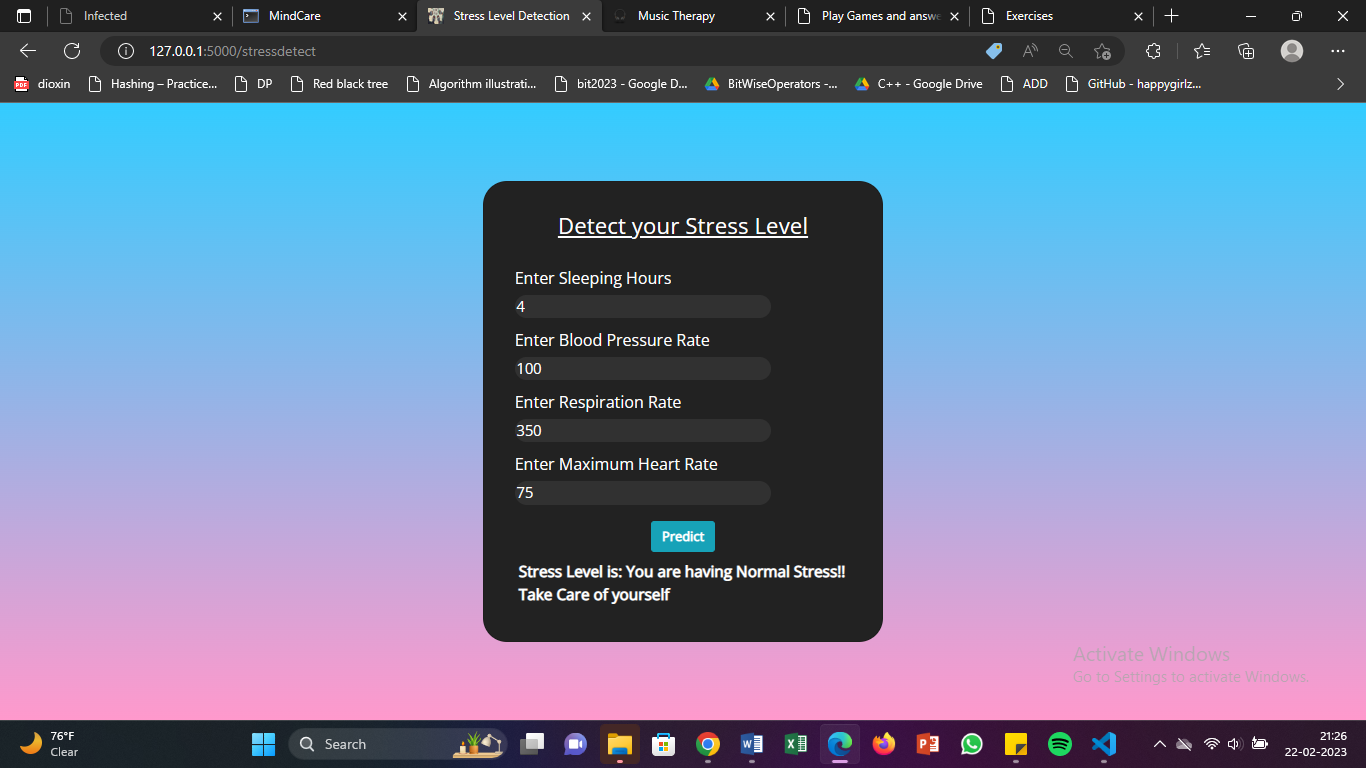 Infected
MindCare
Stress Level Detection
Music Therapy
Play Games and answe
Exercises
127.0.0.1:5000/stressdetect
PDF
dioxin
Hashing – Practice...
DP
Red black tree
Algorithm illustrati...
bit2023 - Google D...
BitWiseOperators -...
C++ - Google Drive
ADD
GitHub - happygirlz...
Detect your Stress Level
Enter Sleeping Hours
4
Enter Blood Pressure Rate
100
Enter Respiration Rate
350
Enter Maximum Heart Rate
75
Predict
Stress Level is: You are having Normal Stress!!
Take Care of yourself
Activate Windows
Go to Settings to activate Windows.
76°F
Clear
Search
21:26
22-02-2023